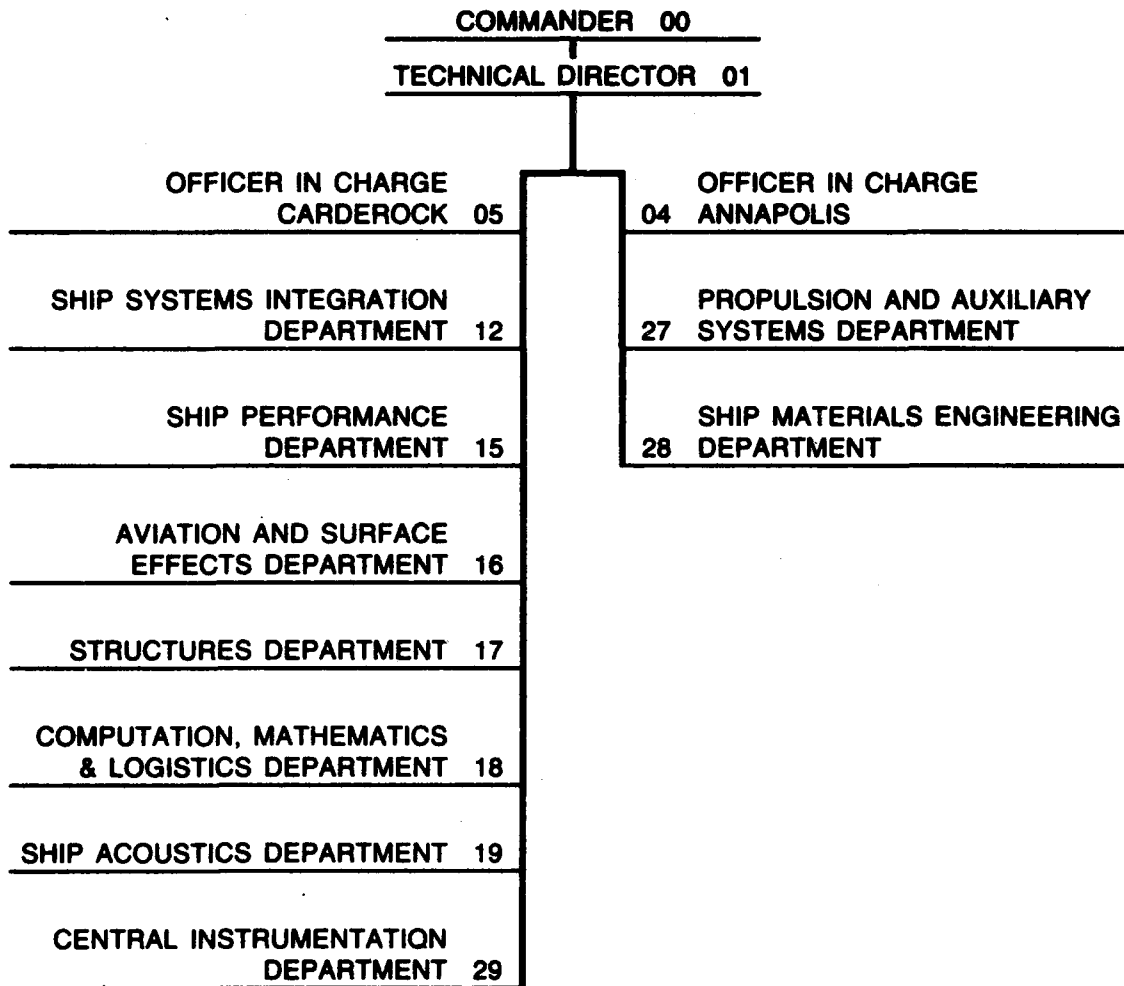 COMMANDER 00
TECHNICAL DIRECTOR 01
OFFICER IN CHARGE
CARDEROCK 05
OFFICER IN CHARGE
04 ANNAPOLIS
SHIP SYSTEMS INTEGRATION
DEPARTMENT 12
PROPULSION AND AUXILIARY
27 SYSTEMS DEPARTMENT
SHIP PERFORMANCE
DEPARTMENT 15
SHIP MATERIALS ENGINEERING
28 DEPARTMENT
AVIATION AND SURFACE
EFFECTS DEPARTMENT 16
STRUCTURES DEPARTMENT 17
COMPUTATION, MATHEMATICS
& LOGISTICS DEPARTMENT 18
SHIP ACOUSTICS DEPARTMENT 19
CENTRAL INSTRUMENTATION
DEPARTMENT 29